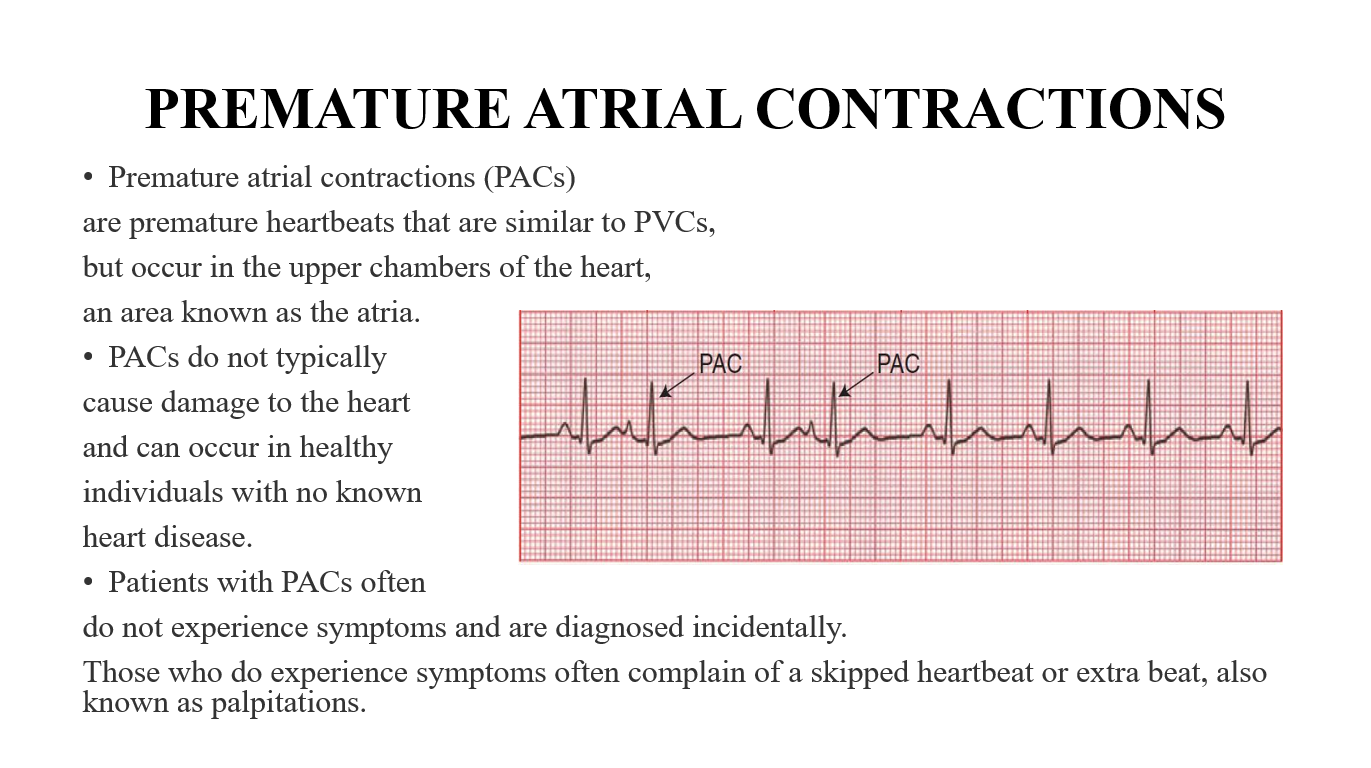 PREMATURE ATRIAL CONTRACTIONS
• Premature atrial contractions (PACs)
are premature heartbeats that are similar to PVCs,
but occur in the upper chambers of the heart,
an area known as the atria.
• PACs do not typically
cause damage to the heart
and can occur in healthy
individuals with no known
heart disease.
• Patients with PACs often
do not experience symptoms and are diagnosed incidentally.
Those who do experience symptoms often complain of a skipped heartbeat or extra beat, also
known as palpitations.
PAC
PAC